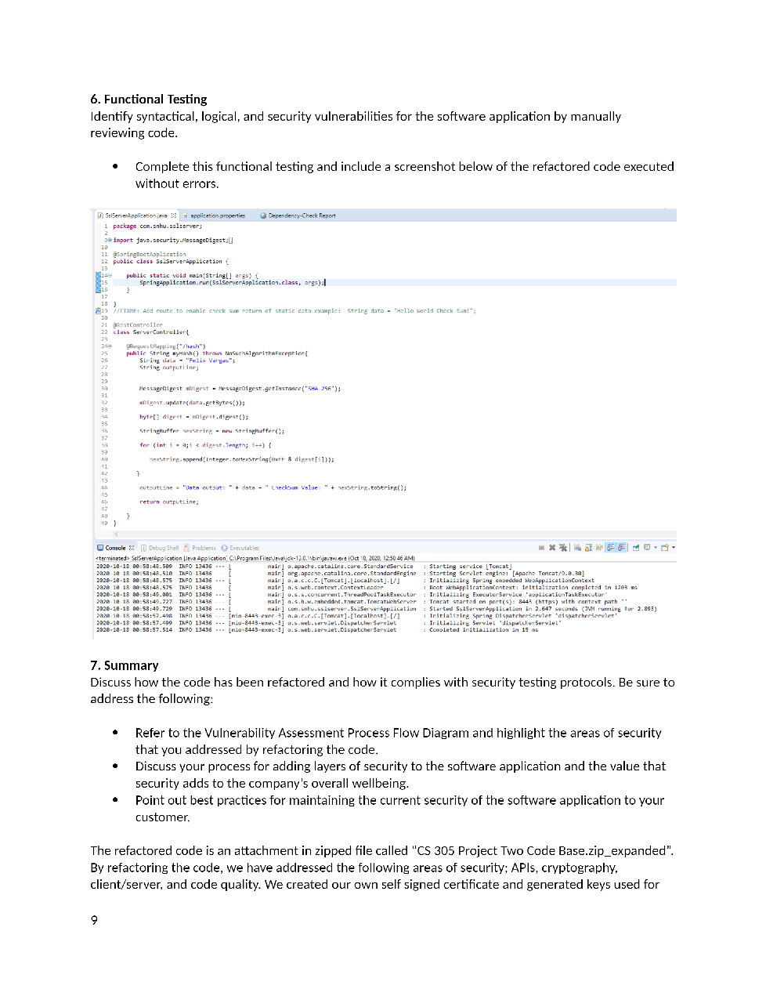 6. Functional Testing
Identify syntactical, logical, and security vulnerabilities for the software application by manually
reviewing code.
• Complete this functional testing and include a screenshot below of the refactored code executed
without errors.
SslServerApplication.java application.properties Dependency-Check Report
1 package com.snhu.sslserver;
2
3 import java.security.MessageDigest;
10
11 @SpringBootApplication
12 public class SslServerApplication {
13
14 public static void main(String[] args) {
15 SpringApplication.run(SslServerApplication.class, args);
16 }
17
18 }
19 //FIXME: Add route to enable check sum return of static data example: String data = "Hello World Check Sum!";
20
21 @RestController
22 class ServerController{
23
24 @RequestMapping("/hash")
25 public String myHash() throws NoSuchAlgorithmException{
26 String data = "Felix Vargas";
27 String outputLine;
28
29
30 MessageDigest mDigest = MessageDigest.getInstance("SHA-256");
31
32 mDigest.update(data.getBytes());
33
34 byte[] digest = mDigest.digest();
35
36 StringBuffer hexString = new StringBuffer();
37
38 for (int i = 0;i < digest.length; i++) {
39
40 hexString.append(Integer.toHexString(0xFF & digest[i]));
41
42 }
43
44 outputLine = "Data output: " + data + " CheckSum Value: " + hexString.toString();
45
46 return outputLine;
47
48 }
49 }
Console Debug Shell Problems Executables
<terminated> SslServerApplication [Java Application] C:\Program Files\Java\jdk-13.0.1\bin\javaw.exe (Oct 18, 2020, 12:58:46 AM)
2020-10-18 00:58:48.509 INFO 13436 --- [ main] o.apache.catalina.core.StandardService : Starting service [Tomcat]
2020-10-18 00:58:48.510 INFO 13436 --- [ main] org.apache.catalina.core.StandardEngine : Starting Servlet engine: [Apache Tomcat/9.0.30]
2020-10-18 00:58:48.575 INFO 13436 --- [ main] o.a.c.c.C.[Tomcat].[localhost].[/] : Initializing Spring embedded WebApplicationContext
2020-10-18 00:58:48.575 INFO 13436 --- [ main] o.s.web.context.ContextLoader : Root WebApplicationContext: initialization completed in 1203 ms
2020-10-18 00:58:49.001 INFO 13436 --- [ main] o.s.s.concurrent.ThreadPoolTaskExecutor : Initializing ExecutorService 'applicationTaskExecutor'
2020-10-18 00:58:49.727 INFO 13436 --- [ main] o.s.b.w.embedded.tomcat.TomcatWebServer : Tomcat started on port(s): 8443 (https) with context path ''
2020-10-18 00:58:49.729 INFO 13436 --- [ main] com.snhu.sslserver.SslServerApplication : Started SslServerApplication in 2.647 seconds (JVM running for 2.893)
2020-10-18 00:58:57.498 INFO 13436 --- [nio-8443-exec-3] o.a.c.c.C.[Tomcat].[localhost].[/] : Initializing Spring DispatcherServlet 'dispatcherServlet'
2020-10-18 00:58:57.499 INFO 13436 --- [nio-8443-exec-3] o.s.web.servlet.DispatcherServlet : Initializing Servlet 'dispatcherServlet'
2020-10-18 00:58:57.514 INFO 13436 --- [nio-8443-exec-3] o.s.web.servlet.DispatcherServlet : Completed initialization in 15 ms
7. Summary
Discuss how the code has been refactored and how it complies with security testing protocols. Be sure to
address the following:
• Refer to the Vulnerability Assessment Process Flow Diagram and highlight the areas of security
that you addressed by refactoring the code.
• Discuss your process for adding layers of security to the software application and the value that
security adds to the company's overall wellbeing.
• Point out best practices for maintaining the current security of the software application to your
customer.
The refactored code is an attachment in zipped file called "CS 305 Project Two Code Base.zip_expanded".
By refactoring the code, we have addressed the following areas of security; APIs, cryptography,
client/server, and code quality. We created our own self signed certificate and generated keys used for
9